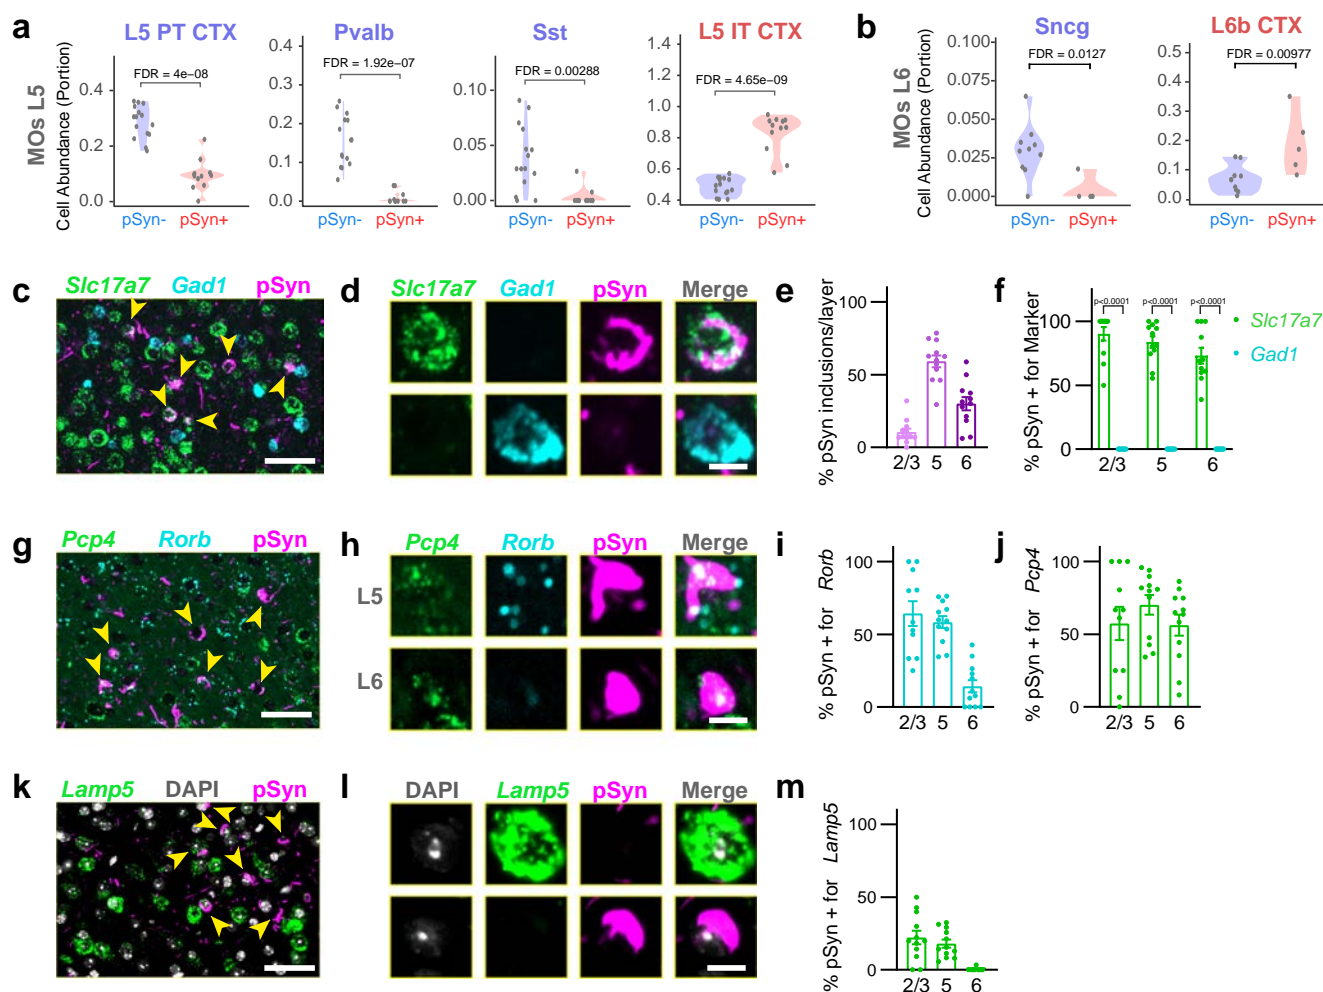 a
L5 PT CTX
Pvalb
Sst
L5 IT CTX
b
Sncg
L6b CTX
MOs L5
Cell Abundance (Portion)
FDR = 4e−08
0.4
0.2
0.0
pSyn-
pSyn+
FDR = 1.92e−07
0.4
0.3
0.2
0.1
0.0
pSyn-
pSyn+
FDR = 0.00288
0.10
0.05
0.00
pSyn-
pSyn+
FDR = 4.65e−09
1.4
1.2
1.0
0.8
0.6
0.4
pSyn-
pSyn+
MOs L6
Cell Abundance (Portion)
FDR = 0.0127
0.100
0.075
0.050
0.025
0.000
pSyn-
pSyn+
FDR = 0.00977
0.5
0.4
0.3
0.2
0.1
0.0
pSyn-
pSyn+
c
Slc17a7 Gad1 pSyn
d
Slc17a7 Gad1 pSyn Merge
e
% pSyn inclusions/layer
100
50
0
2/3 5 6
f
% pSyn + for Marker
100
50
0
p<0.0001 p<0.0001 p<0.0001
2/3 5 6
Slc17a7
Gad1
g
Pcp4 Rorb pSyn
h
Pcp4 Rorb pSyn Merge
L5
L6
i
% pSyn + for Rorb
100
50
0
2/3 5 6
j
% pSyn + for Pcp4
100
50
0
2/3 5 6
k
Lamp5 DAPI pSyn
l
DAPI Lamp5 pSyn Merge
m
% pSyn + for Lamp5
100
50
0
2/3 5 6